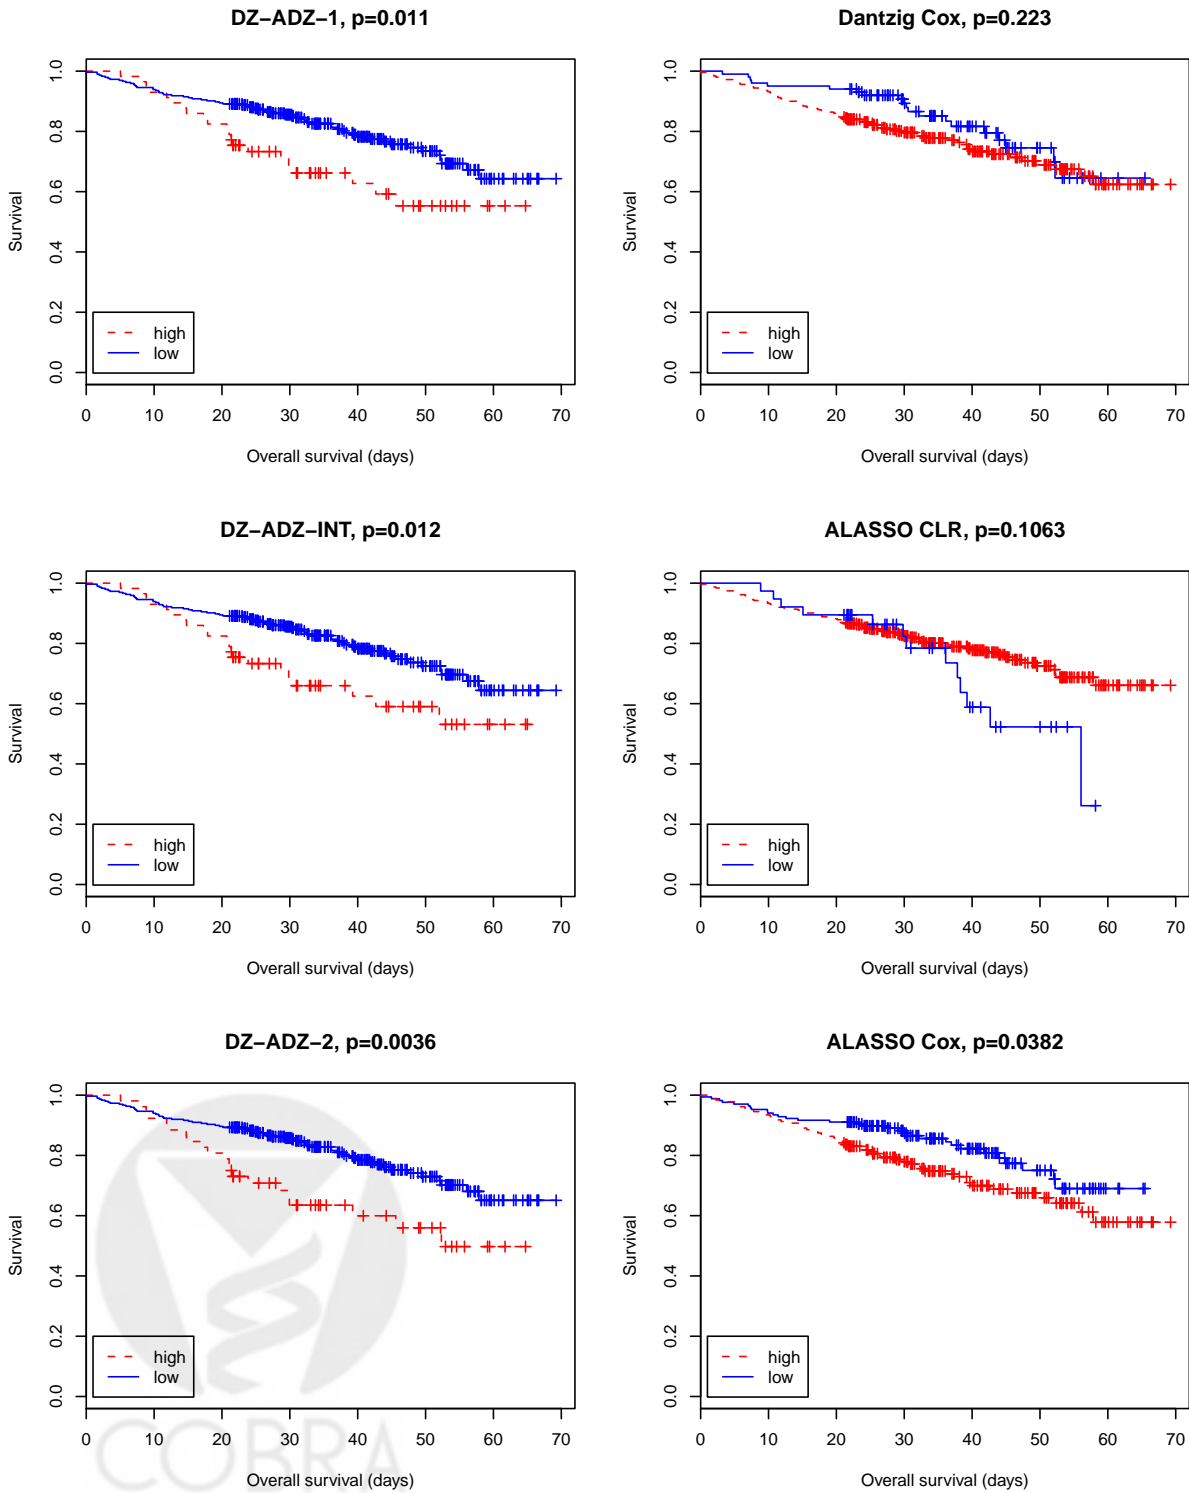 DZ−ADZ−1, p=0.011
Survival
1.0
0.8
0.6
0.4
0.2
0.0
high
low
0 10 20 30 40 50 60 70
Overall survival (days)
Dantzig Cox, p=0.223
Survival
1.0
0.8
0.6
0.4
0.2
0.0
high
low
0 10 20 30 40 50 60 70
Overall survival (days)
DZ−ADZ−INT, p=0.012
Survival
1.0
0.8
0.6
0.4
0.2
0.0
high
low
0 10 20 30 40 50 60 70
Overall survival (days)
ALASSO CLR, p=0.1063
Survival
1.0
0.8
0.6
0.4
0.2
0.0
high
low
0 10 20 30 40 50 60 70
Overall survival (days)
DZ−ADZ−2, p=0.0036
Survival
1.0
0.8
0.6
0.4
0.2
0.0
high
low
0 10 20 30 40 50 60 70
Overall survival (days)
COBRA
ALASSO Cox, p=0.0382
Survival
1.0
0.8
0.6
0.4
0.2
0.0
high
low
0 10 20 30 40 50 60 70
Overall survival (days)